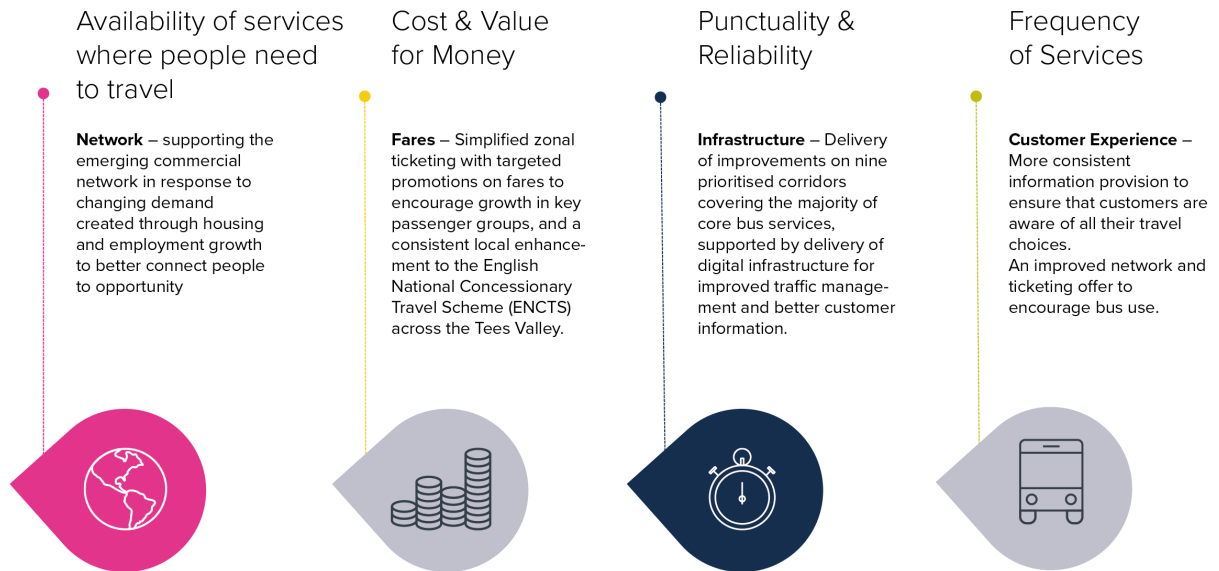 Availability of services
where people need
to travel
Network – supporting the
emerging commercial
network in response to
changing demand
created through housing
and employment growth
to better connect people
to opportunity
Cost & Value
for Money
Fares – Simplified zonal
ticketing with targeted
promotions on fares to
encourage growth in key
passenger groups, and a
consistent local enhance-
ment to the English
National Concessionary
Travel Scheme (ENCTS)
across the Tees Valley.
Punctuality &
Reliability
Infrastructure – Delivery
of improvements on nine
prioritised corridors
covering the majority of
core bus services,
supported by delivery of
digital infrastructure for
improved traffic manage-
ment and better customer
information.
Frequency
of Services
Customer Experience –
More consistent
information provision to
ensure that customers are
aware of all their travel
choices.
An improved network and
ticketing offer to
encourage bus use.